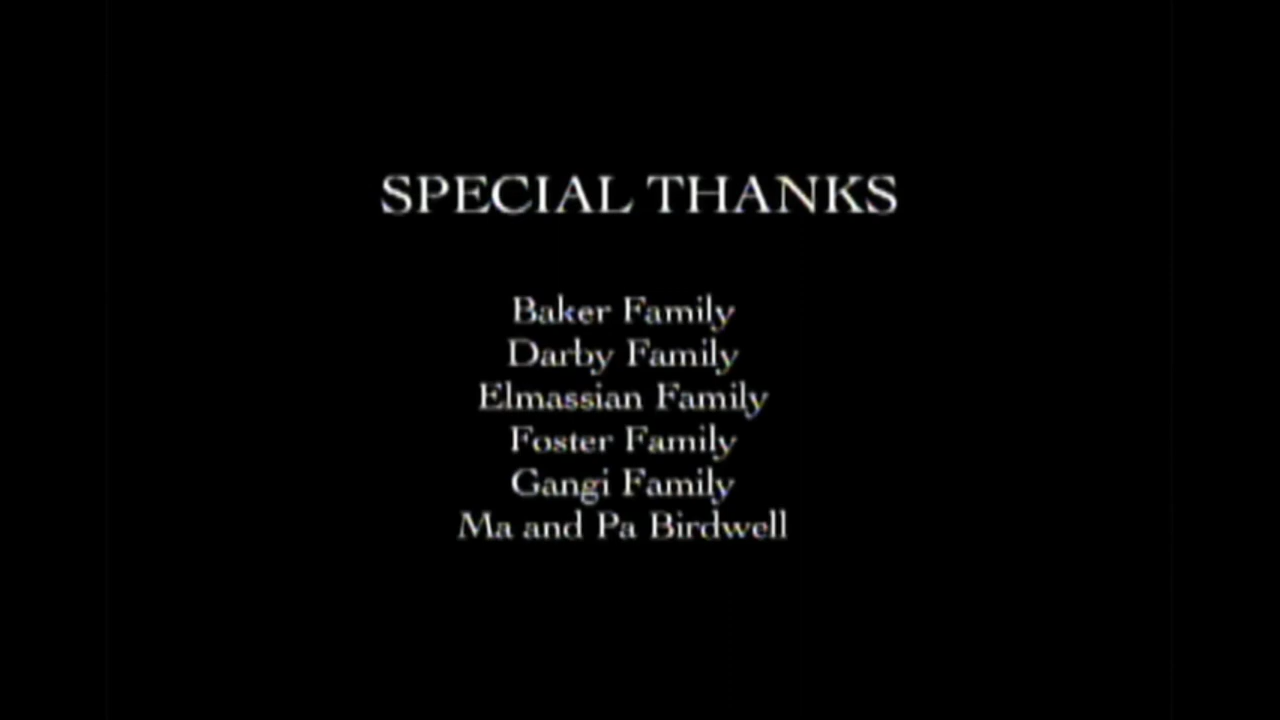 SPECIAL THANKS
Baker Family
Darby Family
Elmassian Family
Foster Family
Gangi Family
Ma and Pa Birdwell